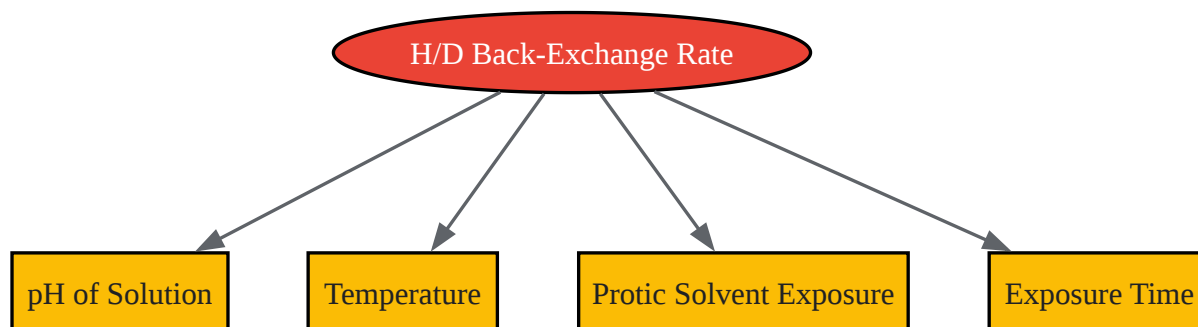 H/D Back-Exchange Rate
pH of Solution
Temperature
Protic Solvent Exposure
Exposure Time